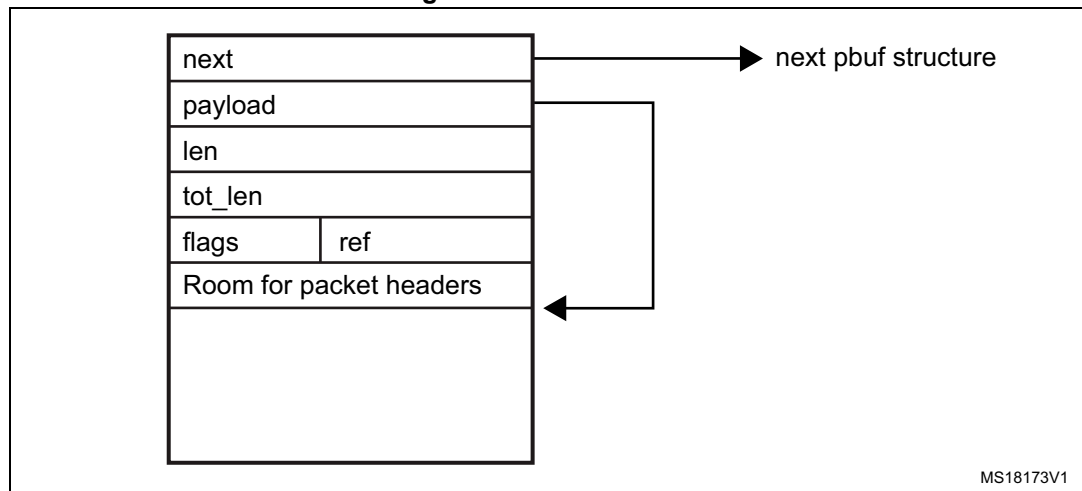 next
next pbuf structure
payload
len
tot_len
flags
ref
Room for packet headers
MS18173V1